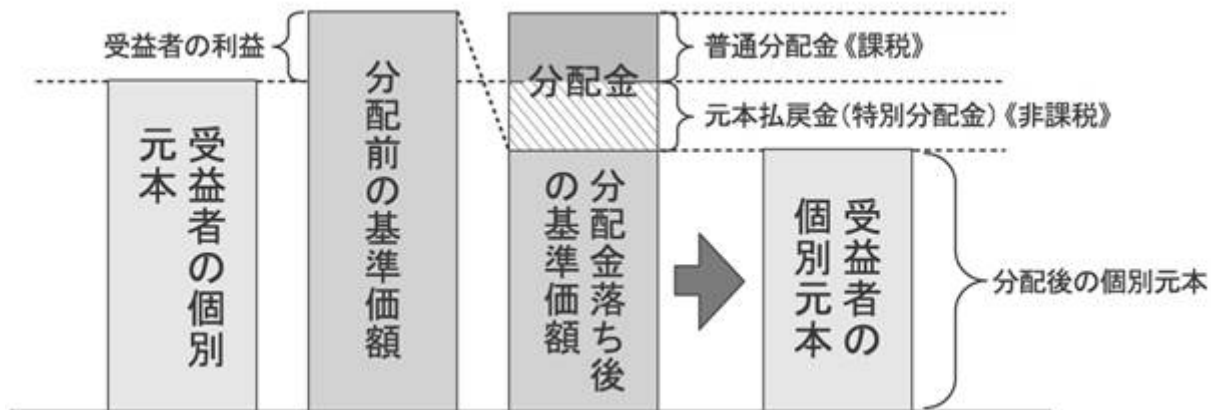 受益者の利益
受益者の個別
元本
分配前の基準価額
分配金
分配金落ち後
の基準価額
普通分配金《課税》
元本払戻金(特別分配金)《非課税》
受益者の
個別元本
分配後の個別元本